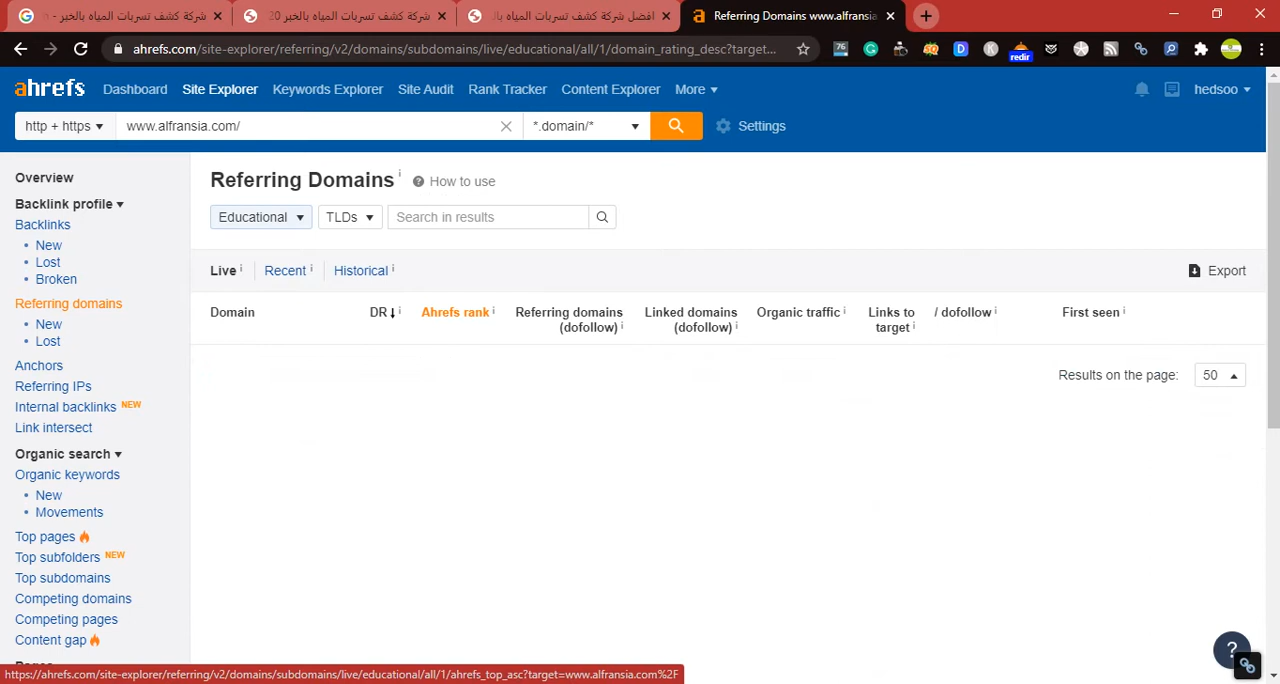 شركة كشف تسربات المياه بالخبر -
شركة كشف تسربات المياه بالخبر 20
افضل شركة كشف تسربات المياه بال
Referring Domains www.alfransia.
ahrefs.com/site-explorer/referring/v2/domains/subdomains/live/educational/all/1/domain_rating_desc?target...
76
redir
ahrefs
Dashboard
Site Explorer
Keywords Explorer
Site Audit
Rank Tracker
Content Explorer
More
hedsoo
http + https
www.alfransia.com/
*.domain/*
Settings
Overview
Backlink profile
Backlinks
New
Lost
Broken
Referring domains
New
Lost
Anchors
Referring IPs
Internal backlinks NEW
Link intersect
Organic search
Organic keywords
New
Movements
Top pages
Top subfolders NEW
Top subdomains
Competing domains
Competing pages
Content gap
Referring Domains
How to use
Educational
TLDs
Search in results
Live
Recent
Historical
Export
Domain
DR
Ahrefs rank
Referring domains
(dofollow)
Linked domains
(dofollow)
Organic traffic
Links to
target
/ dofollow
First seen
Results on the page:
50
?
https://ahrefs.com/site-explorer/referring/v2/domains/subdomains/live/educational/all/1/ahrefs_top_asc?target=www.alfransia.com%2F